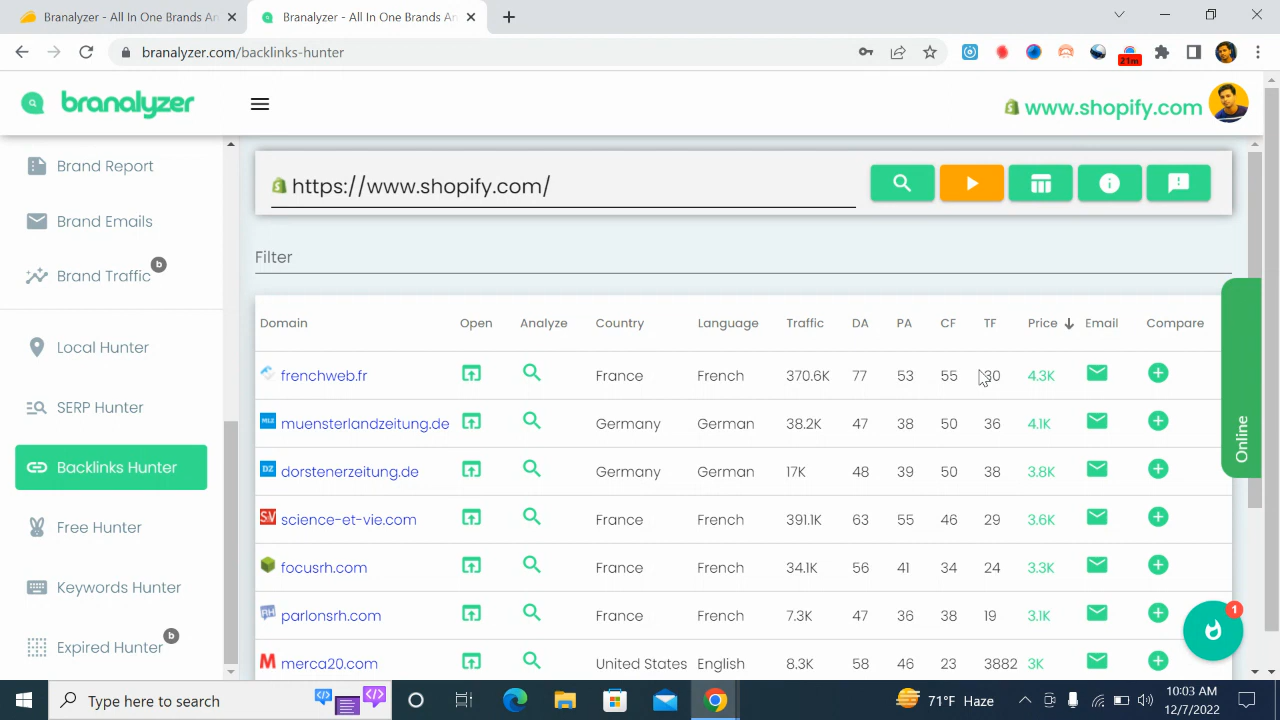 Branalyzer - All In One Brands An
Branalyzer - All In One Brands An
branalyzer.com/backlinks-hunter
21m
branalyzer
www.shopify.com
Brand Report
Brand Emails
Brand Traffic b
Local Hunter
SERP Hunter
Backlinks Hunter
Free Hunter
Keywords Hunter
Expired Hunter b
https://www.shopify.com/
Filter
Domain Open Analyze Country Language Traffic DA PA CF TF Price Email Compare
frenchweb.fr France French 370.6K 77 53 55 30 4.3K
MLZ muensterlandzeitung.de Germany German 38.2K 47 38 50 36 4.1K
DZ dorstenerzeitung.de Germany German 17K 48 39 50 38 3.8K
SV science-et-vie.com France French 391.1K 63 55 46 29 3.6K
focusrh.com France French 34.1K 56 41 34 24 3.3K
RH parlonsrh.com France French 7.3K 47 36 38 19 3.1K
M merca20.com United States English 8.3K 58 46 23 3882 3K
Online
1
Type here to search
71°F Haze
10:03 AM
12/7/2022